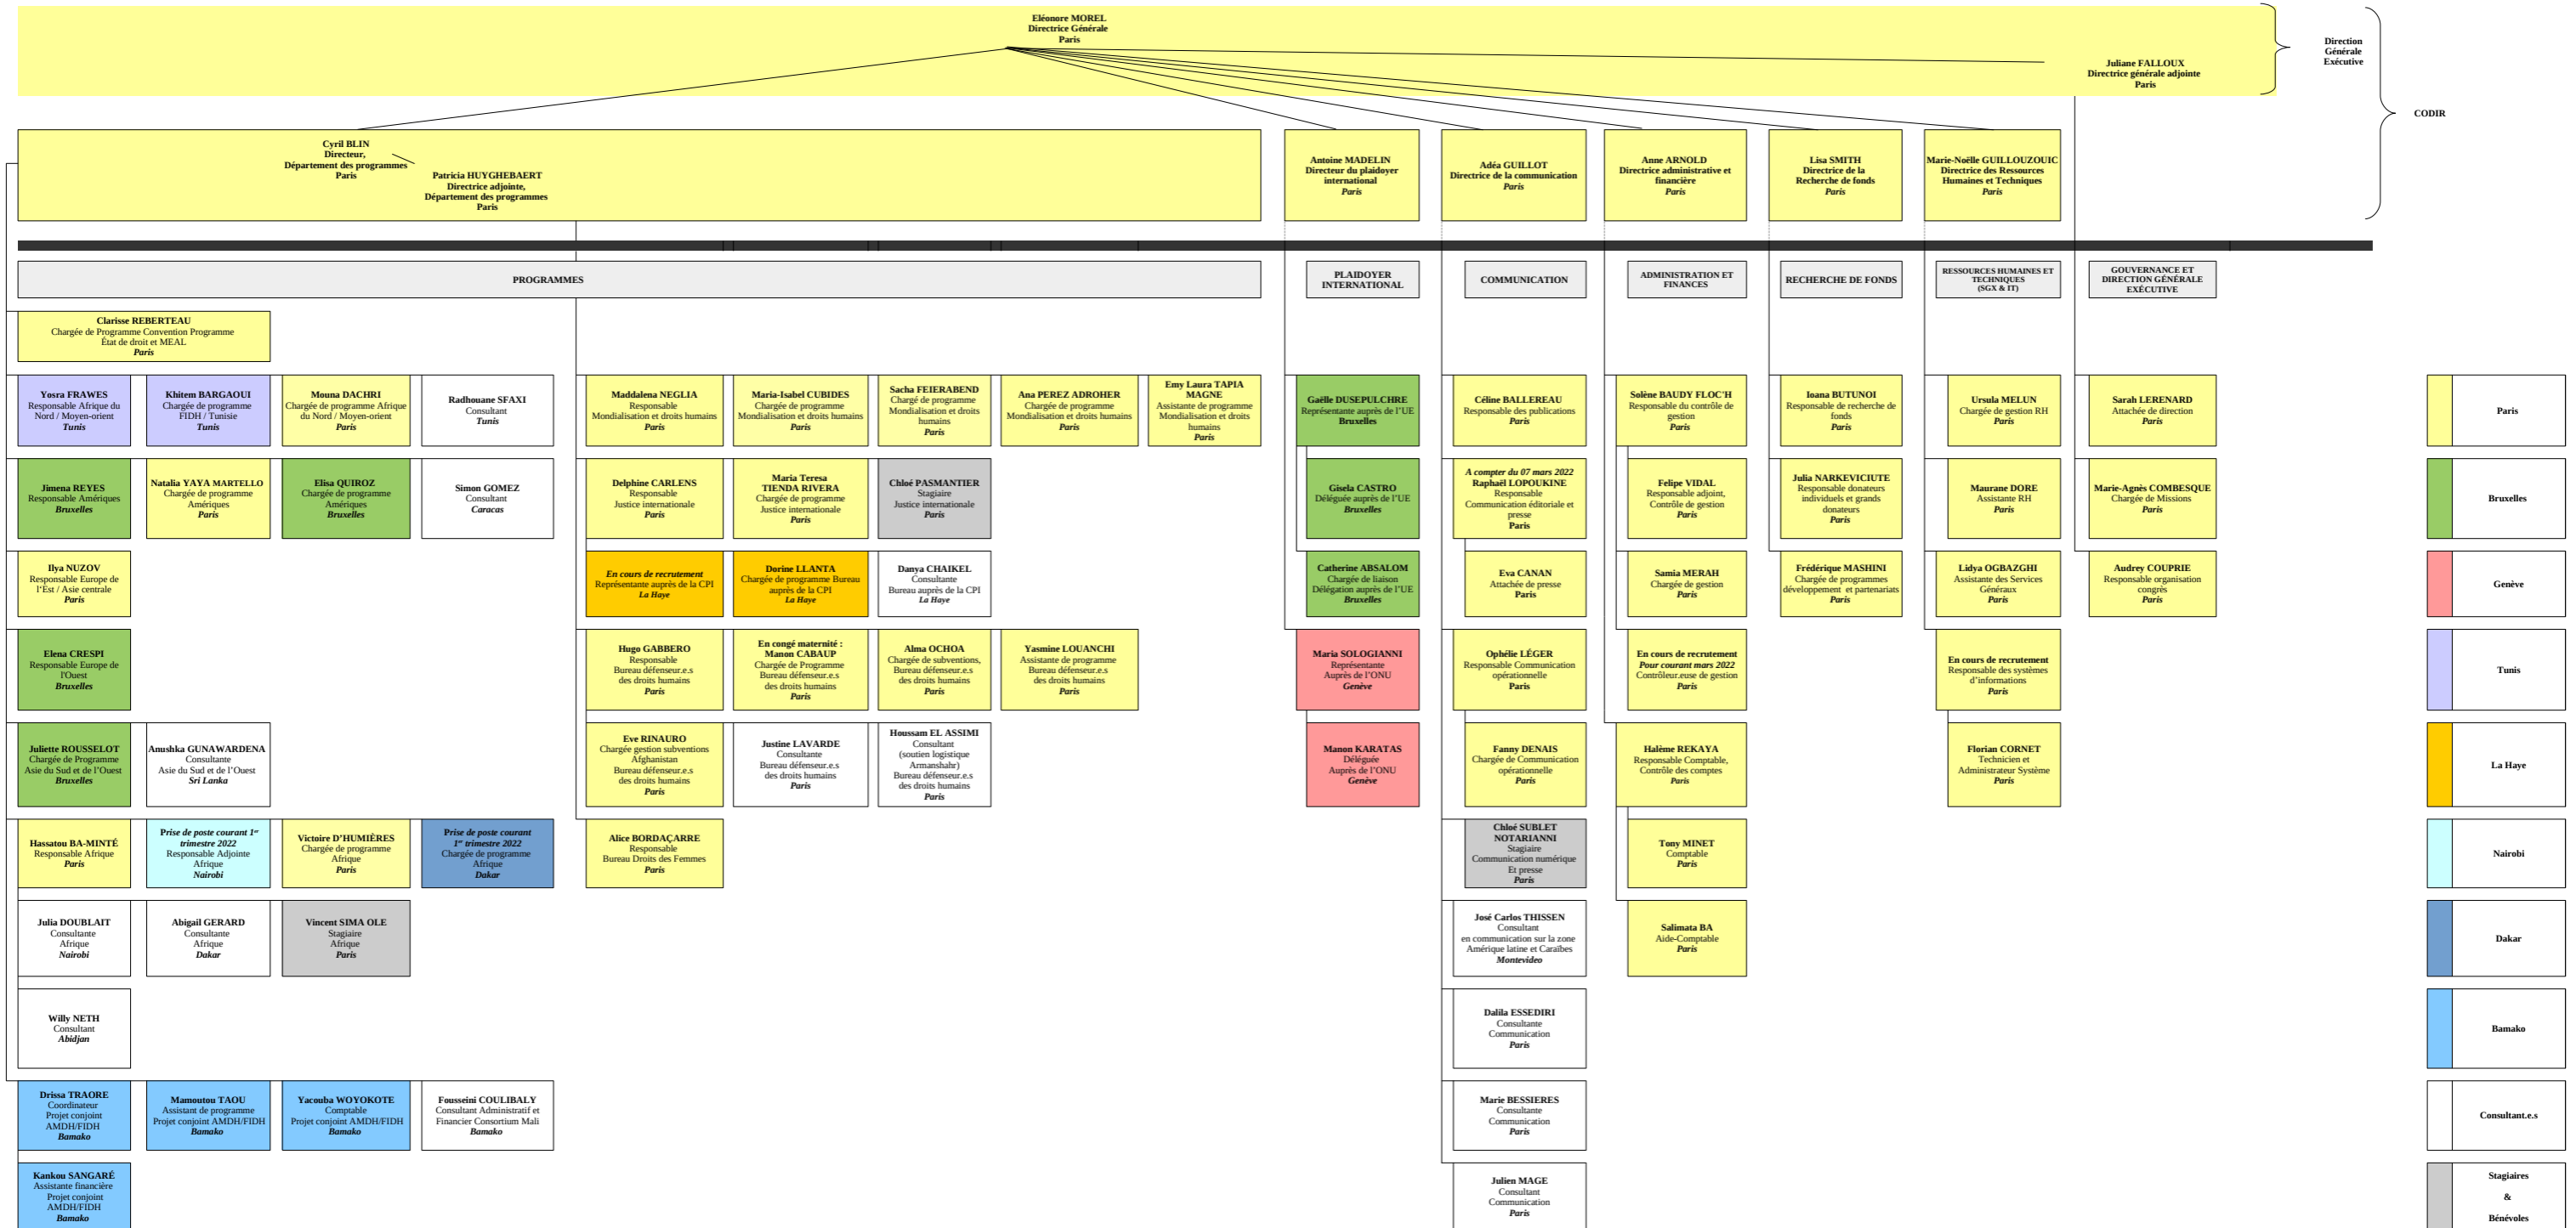 Eléonore MOREL
Directrice Générale
Paris
Juliane FALLOUX
Directrice générale adjointe
Paris
Direction
Générale
Exécutive
CODIR
Cyril BLIN
Directeur,
Département des programmes
Paris
Patricia HUYGHEBAERT
Directrice adjointe,
Département des programmes
Paris
Antoine MADELIN
Directeur du plaidoyer
international
Paris
Adéa GUILLOT
Directrice de la communication
Paris
Anne ARNOLD
Directrice administrative et
financière
Paris
Lisa SMITH
Directrice de la
Recherche de fonds
Paris
Marie-Noëlle GUILLOUZOUIC
Directrice des Ressources
Humaines et Techniques
Paris
PROGRAMMES
PLAIDOYER
INTERNATIONAL
COMMUNICATION
ADMINISTRATION ET
FINANCES
RECHERCHE DE FONDS
RESSOURCES HUMAINES ET
TECHNIQUES
(SGX & IT)
GOUVERNANCE ET
DIRECTION GÉNÉRALE
EXÉCUTIVE
Clarisse REBERTEAU
Chargée de Programme Convention Programme
État de droit et MEAL
Paris
Yosra FRAWES
Responsable Afrique du
Nord / Moyen-orient
Tunis
Khitem BARGAOUI
Chargée de programme
FIDH / Tunisie
Tunis
Mouna DACHRI
Chargée de programme Afrique
du Nord / Moyen-orient
Paris
Radhouane SFAXI
Consultant
Tunis
Maddalena NEGLIA
Responsable
Mondialisation et droits humains
Paris
Maria-Isabel CUBIDES
Chargée de programme
Mondialisation et droits humains
Paris
Sacha FEIERABEND
Chargé de programme
Mondialisation et droits
humains
Paris
Ana PEREZ ADROHER
Chargée de programme
Mondialisation et droits humains
Paris
Emy Laura TAPIA
MAGNE
Assistante de programme
Mondialisation et droits
humains
Paris
Gaëlle DUSEPULCHRE
Représentante auprès de l'UE
Bruxelles
Céline BALLEREAU
Responsable des publications
Paris
Solène BAUDY FLOC'H
Responsable du contrôle de
gestion
Paris
Ioana BUTUNOI
Responsable de recherche de
fonds
Paris
Ursula MELUN
Chargée de gestion RH
Paris
Sarah LERENARD
Attachée de direction
Paris
Paris
Jimena REYES
Responsable Amériques
Bruxelles
Natalia YAYA MARTELLO
Chargée de programme
Amériques
Paris
Elisa QUIROZ
Chargée de programme
Amériques
Bruxelles
Simon GOMEZ
Consultant
Caracas
Delphine CARLENS
Responsable
Justice internationale
Paris
Maria Teresa
TIENDA RIVERA
Chargée de programme
Justice internationale
Paris
Chloé PASMANTIER
Stagiaire
Justice internationale
Paris
Gisela CASTRO
Déléguée auprès de l'UE
Bruxelles
A compter du 07 mars 2022
Raphaël LOPOUKINE
Responsable
Communication éditoriale et
presse
Paris
Felipe VIDAL
Responsable adjoint,
Contrôle de gestion
Paris
Julia NARKEVICIUTE
Responsable donateurs
individuels et grands
donateurs
Paris
Maurane DORE
Assistante RH
Paris
Marie-Agnès COMBESQUE
Chargée de Missions
Paris
Bruxelles
Ilya NUZOV
Responsable Europe de
l'Est / Asie centrale
Paris
En cours de recrutement
Représentante auprès de la CPI
La Haye
Dorine LLANTA
Chargée de programme Bureau
auprès de la CPI
La Haye
Danya CHAIKEL
Consultante
Bureau auprès de la CPI
La Haye
Catherine ABSALOM
Chargée de liaison
Délégation auprès de l'UE
Bruxelles
Eva CANAN
Attachée de presse
Paris
Samia MERAH
Chargée de gestion
Paris
Frédérique MASHINI
Chargée de programmes
développement et partenariats
Paris
Lidya OGBAZGHI
Assistante des Services
Généraux
Paris
Audrey COUPRIE
Responsable organisation
congrès
Paris
Genève
Elena CRESPI
Responsable Europe de
l'Ouest
Bruxelles
Hugo GABBERO
Responsable
Bureau défenseur.e.s
des droits humains
Paris
En congé maternité :
Manon CABAUP
Chargée de Programme
Bureau défenseur.e.s
des droits humains
Paris
Alma OCHOA
Chargée de subventions,
Bureau défenseur.e.s
des droits humains
Paris
Yasmine LOUANCHI
Assistante de programme
Bureau défenseur.e.s
des droits humains
Paris
Maria SOLOGIANNI
Représentante
Auprès de l'ONU
Genève
Ophélie LÉGER
Responsable Communication
opérationnelle
Paris
En cours de recrutement
Pour courant mars 2022
Contrôleur.euse de gestion
Paris
En cours de recrutement
Responsable des systèmes
d'informations
Paris
Tunis
Juliette ROUSSELOT
Chargée de Programme
Asie du Sud et de l'Ouest
Bruxelles
Anushka GUNAWARDENA
Consultante
Asie du Sud et de l'Ouest
Sri Lanka
Eve RINAURO
Chargée gestion subventions
Afghanistan
Bureau défenseur.e.s
des droits humains
Paris
Justine LAVARDE
Consultante
Bureau défenseur.e.s
des droits humains
Paris
Houssam EL ASSIMI
Consultant
(soutien logistique
Armanshahr)
Bureau défenseur.e.s
des droits humains
Paris
Manon KARATAS
Déléguée
Auprès de l'ONU
Genève
Fanny DENAIS
Chargée de Communication
opérationnelle
Paris
Halème REKAYA
Responsable Comptable,
Contrôle des comptes
Paris
Florian CORNET
Technicien et
Administrateur Système
Paris
La Haye
Hassatou BA-MINTÉ
Responsable Afrique
Paris
Prise de poste courant 1er
trimestre 2022
Responsable Adjointe
Afrique
Nairobi
Victoire D'HUMIÈRES
Chargée de programme
Afrique
Paris
Prise de poste courant
1er trimestre 2022
Chargée de programme
Afrique
Dakar
Alice BORDAÇARRE
Responsable
Bureau Droits des Femmes
Paris
Chloé SUBLET
NOTARIANNI
Stagiaire
Communication numérique
Et presse
Paris
Tony MINET
Comptable
Paris
Nairobi
Julia DOUBLAIT
Consultante
Afrique
Nairobi
Abigail GERARD
Consultante
Afrique
Dakar
Vincent SIMA OLE
Stagiaire
Afrique
Paris
José Carlos THISSEN
Consultant
en communication sur la zone
Amérique latine et Caraïbes
Montevideo
Salimata BA
Aide-Comptable
Paris
Dakar
Willy NETH
Consultant
Abidjan
Dalila ESSEDIRI
Consultante
Communication
Paris
Bamako
Drissa TRAORE
Coordinateur
Projet conjoint
AMDH/FIDH
Bamako
Mamoutou TAOU
Assistant de programme
Projet conjoint AMDH/FIDH
Bamako
Yacouba WOYOKOTE
Comptable
Projet conjoint AMDH/FIDH
Bamako
Fousseini COULIBALY
Consultant Administratif et
Financier Consortium Mali
Bamako
Marie BESSIERES
Consultante
Communication
Paris
Consultant.e.s
Kankou SANGARÉ
Assistante financière
Projet conjoint
AMDH/FIDH
Bamako
Julien MAGE
Consultant
Communication
Paris
Stagiaires
&
Bénévoles